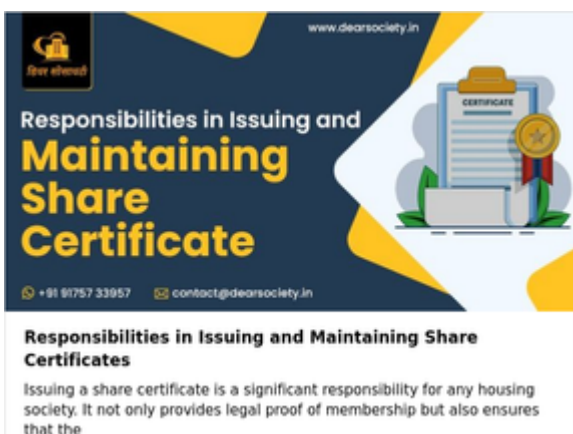 www.dearsociety.in
डिअर सोसायटी
Responsibilities in Issuing and
Maintaining
Share
Certificate
CERTIFICATE
+91 91757 33957 contact@dearsociety.in
Responsibilities in Issuing and Maintaining Share
Certificates
Issuing a share certificate is a significant responsibility for any housing
society. It not only provides legal proof of membership but also ensures
that the